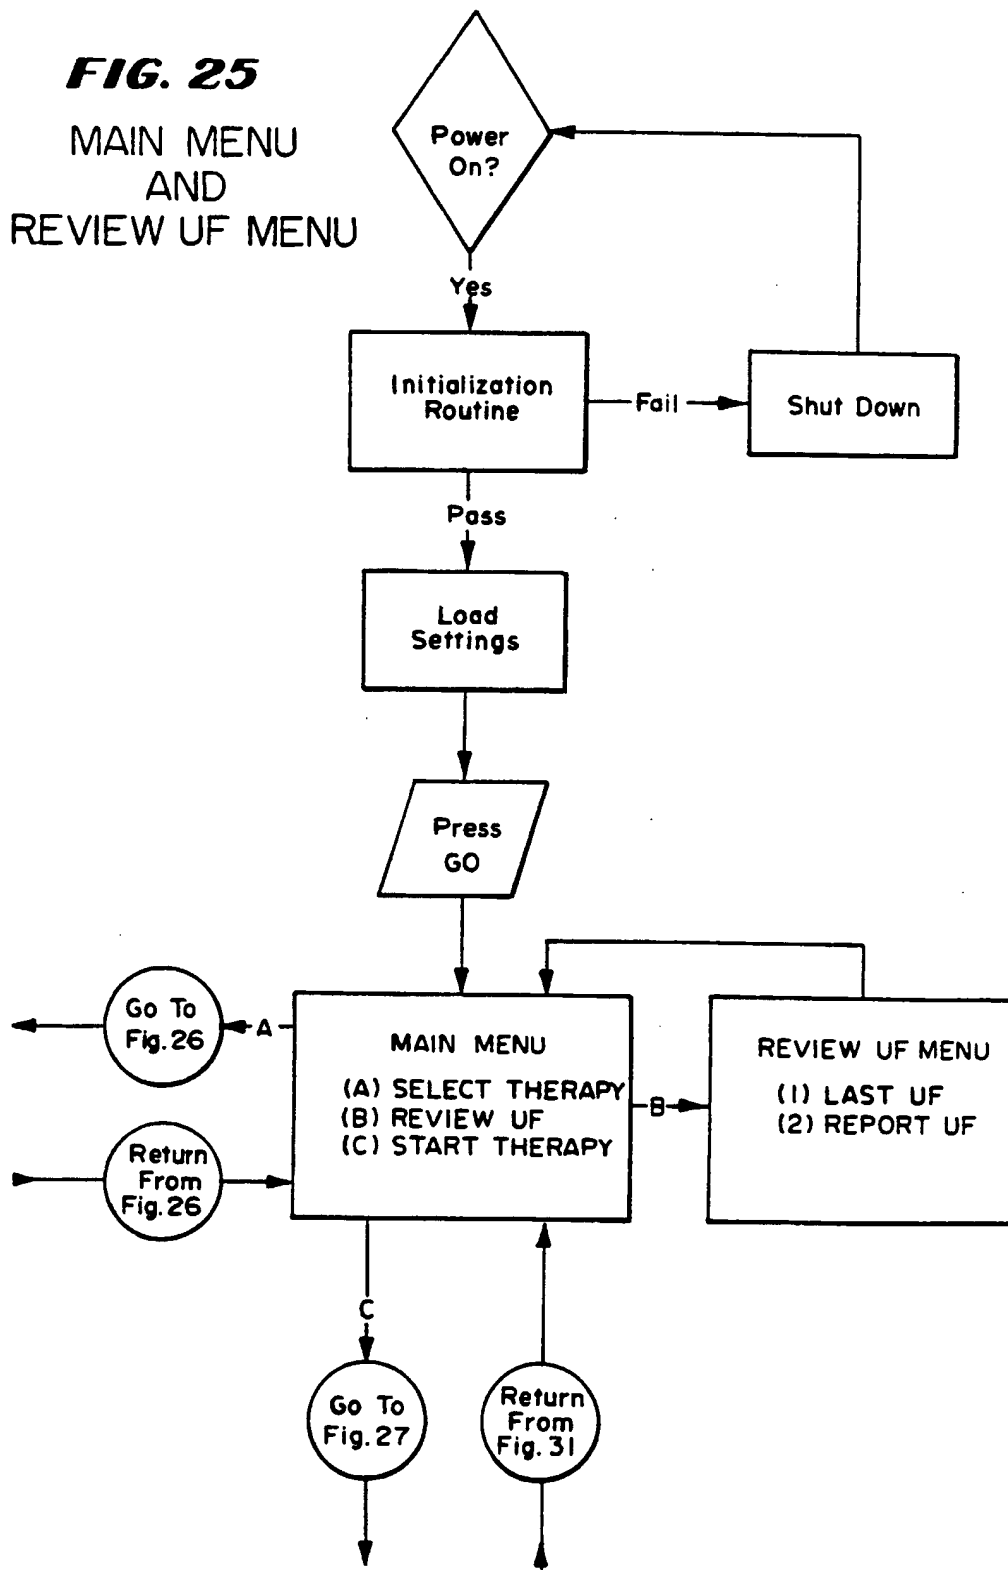 FIG. 25
MAIN MENU
AND
REVIEW UF MENU
Power
On?
Yes
Initialization
Routine
Fail
Shut Down
Pass
Load
Settings
Press
GO
Go To
Fig. 26
A
MAIN MENU
(A) SELECT THERAPY
(B) REVIEW UF
(C) START THERAPY
B
REVIEW UF MENU
(1) LAST UF
(2) REPORT UF
Return
From
Fig. 26
C
Go To
Fig. 27
Return
From
Fig. 31